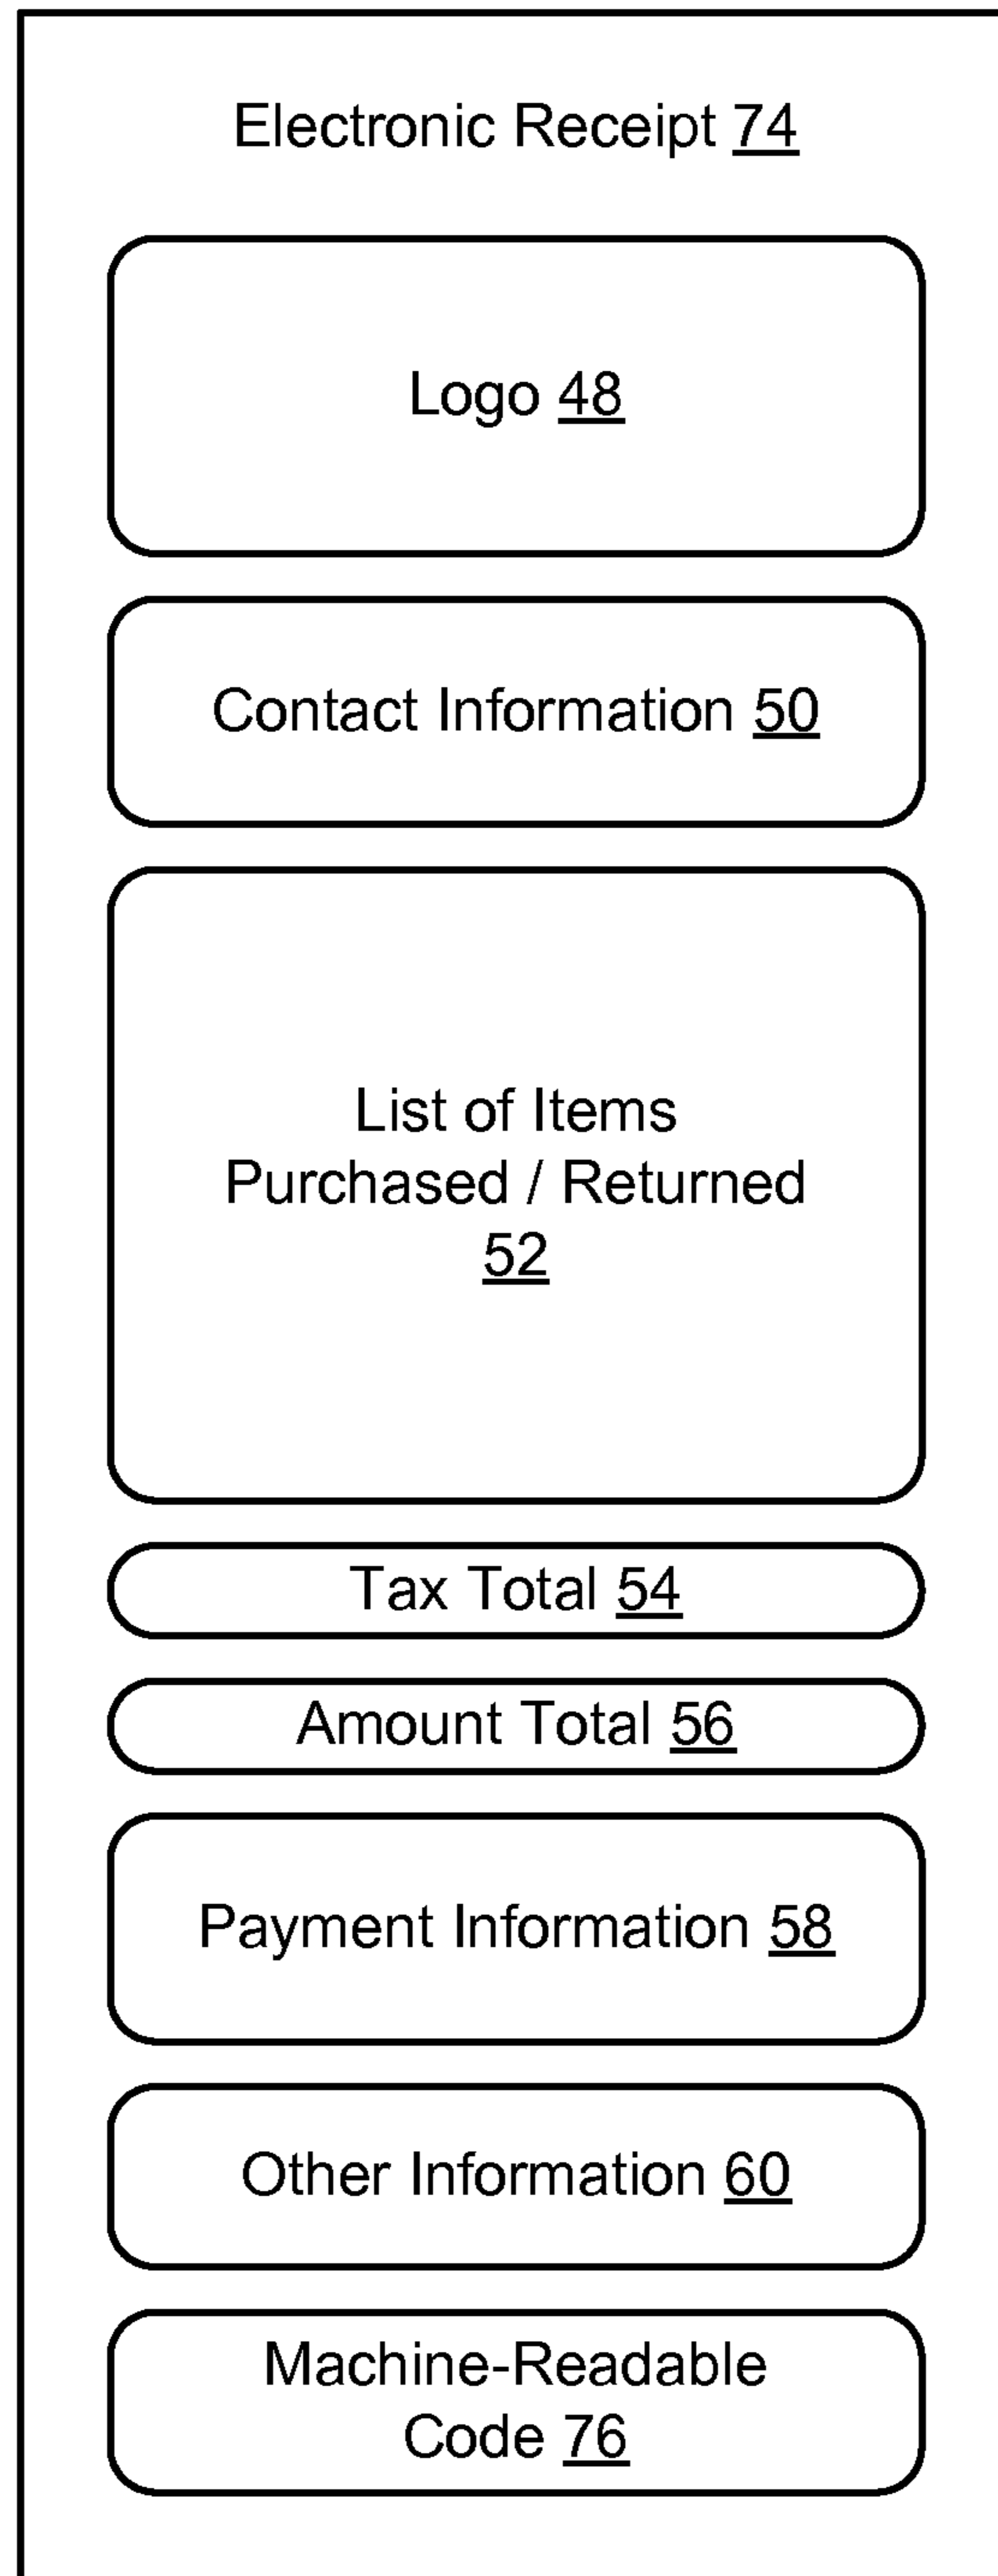 Electronic Receipt 74
Logo 48
Contact Information 50
List of Items
Purchased / Returned
52
Tax Total 54
Amount Total 56
Payment Information 58
Other Information 60
Machine-Readable
Code 76